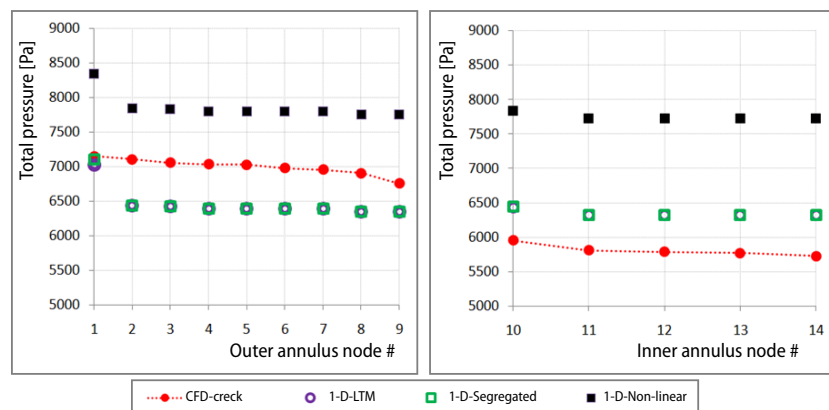 Total pressure [Pa]
9000
8500
8000
7500
7000
6500
6000
5500
5000
1 2 3 4 5 6 7 8 9
Outer annulus node #
Total pressure [Pa]
9000
8500
8000
7500
7000
6500
6000
5500
5000
10 11 12 13 14
Inner annulus node #
CFD-creck 1-D-LTM 1-D-Segregated 1-D-Non-linear